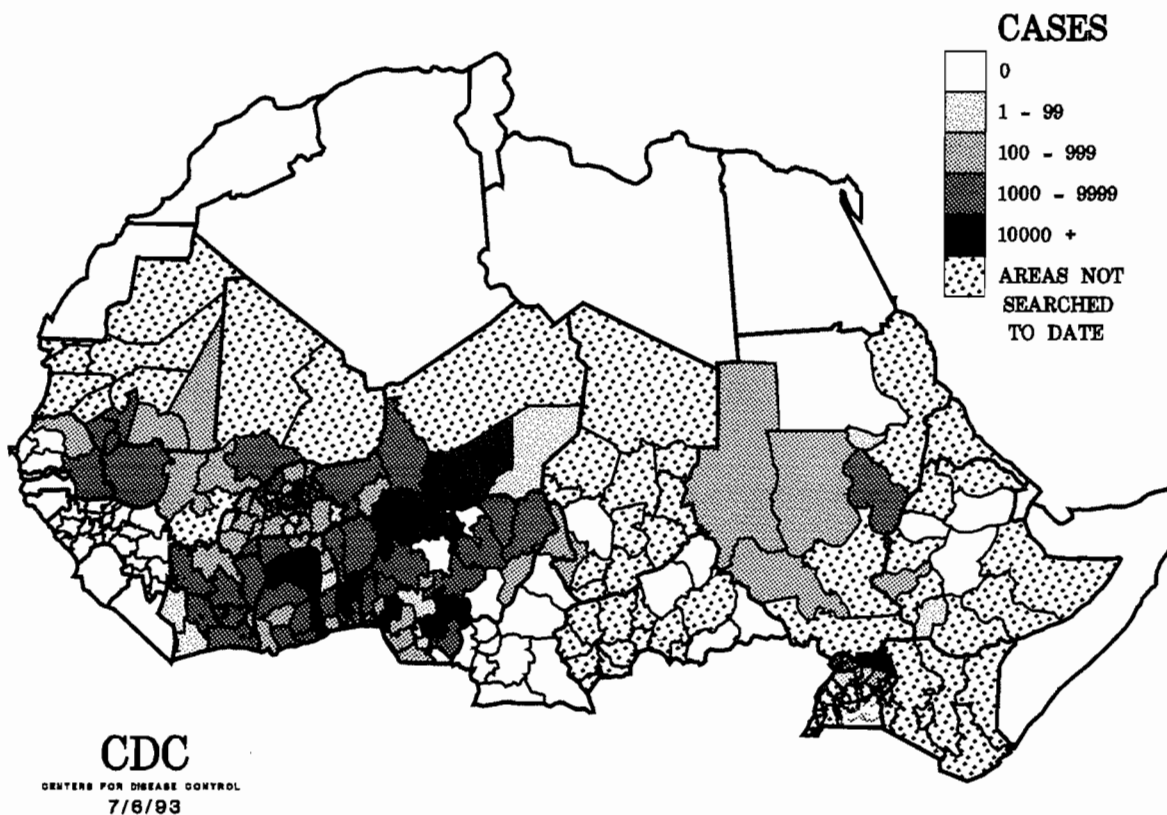 CASES
0
1 - 99
100 - 999
1000 - 9999
10000 +
AREAS NOT
SEARCHED
TO DATE
CDC
CENTERS FOR DISEASE CONTROL
7/6/93